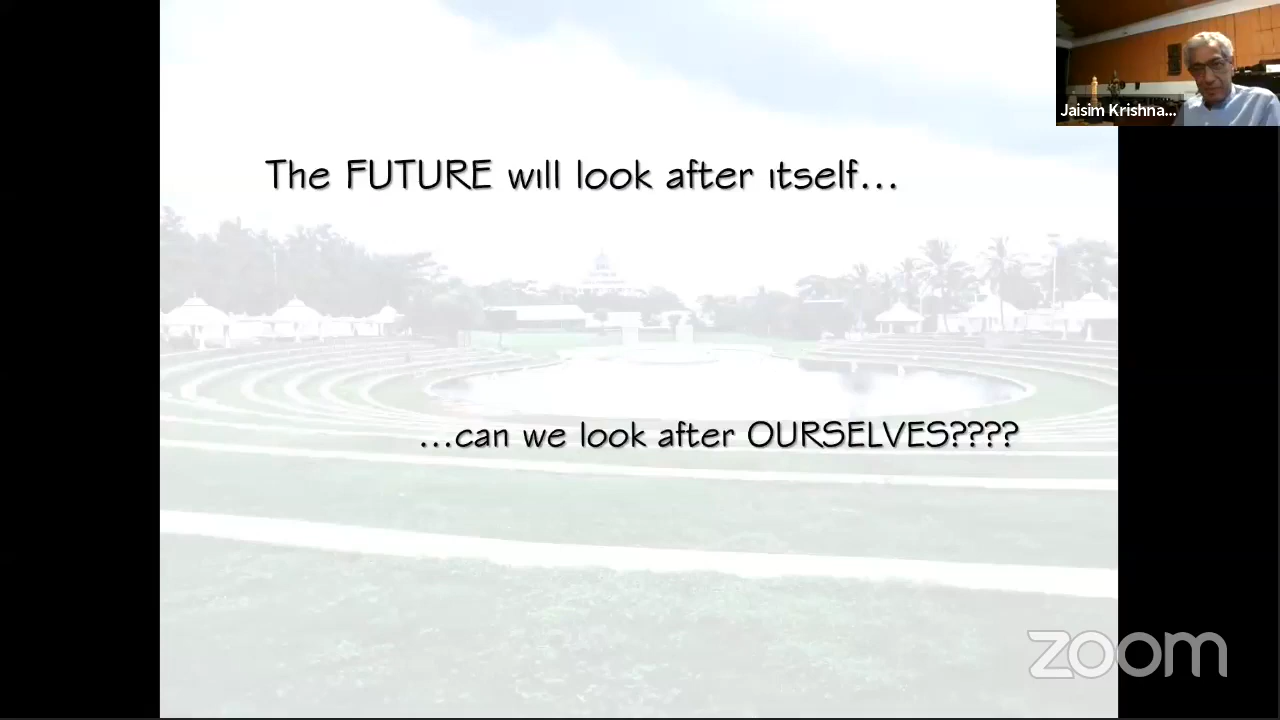 Jaisim Krishna...
The FUTURE will look after itself...
...can we look after OURSELVES????
zoom